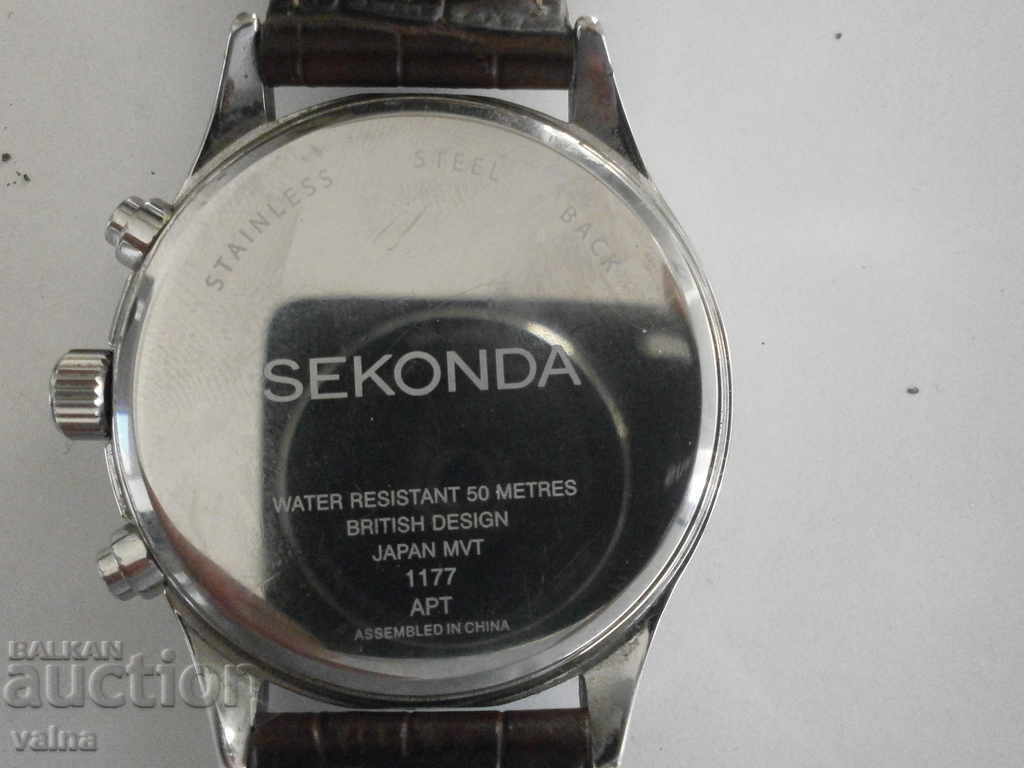 STAINLESS STEEL BACK
SEKONDA
WATER RESISTANT 50 METRES
BRITISH DESIGN
JAPAN MVT
1177
APT
ASSEMBLED IN CHINA
BALKAN
auction
valna